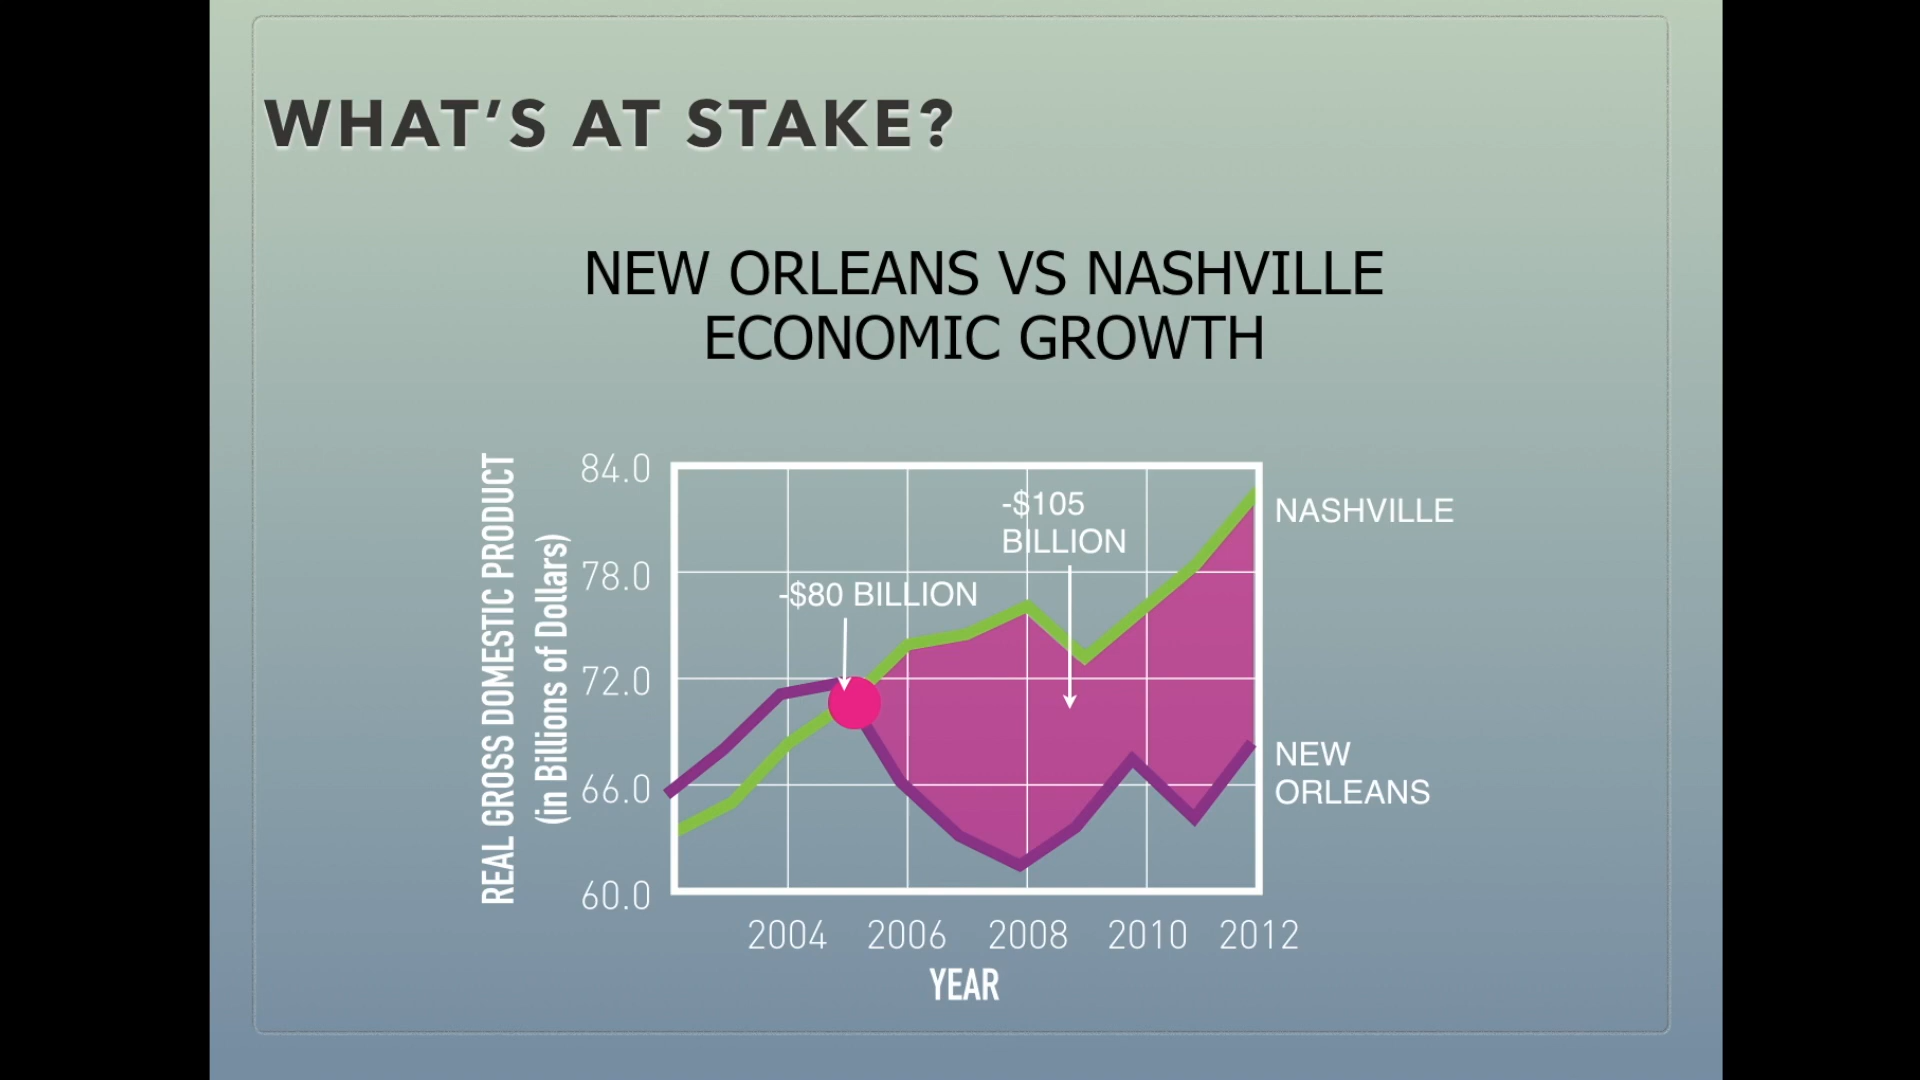 WHAT'S AT STAKE?
NEW ORLEANS VS NASHVILLE
ECONOMIC GROWTH
REAL GROSS DOMESTIC PRODUCT
(in Billions of Dollars)
84.0
78.0
72.0
66.0
60.0
-$80 BILLION
-$105
BILLION
NASHVILLE
NEW
ORLEANS
2004 2006 2008 2010 2012
YEAR